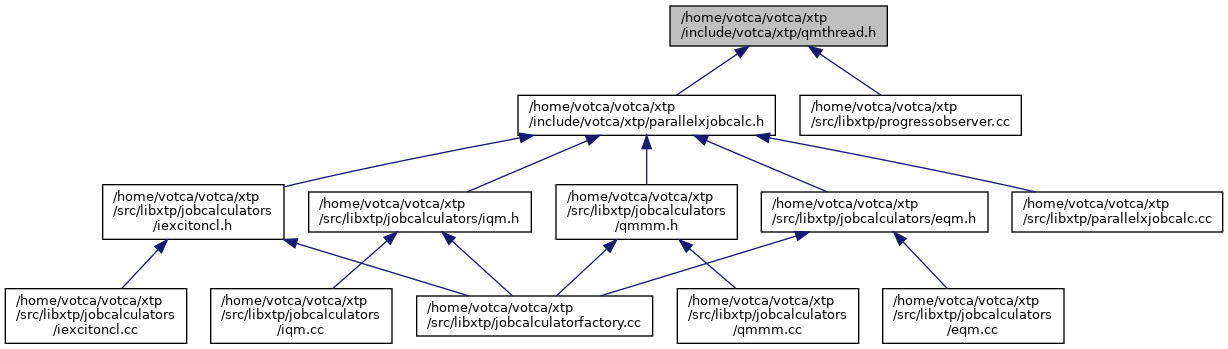 /home/votca/votca/xtp
/include/votca/xtp/qmthread.h
/home/votca/votca/xtp
/include/votca/xtp/parallelxjobcalc.h
/home/votca/votca/xtp
/src/libxtp/progressobserver.cc
/home/votca/votca/xtp
/src/libxtp/jobcalculators
/iexcitoncl.h
/home/votca/votca/xtp
/src/libxtp/jobcalculators/iqm.h
/home/votca/votca/xtp
/src/libxtp/jobcalculators
/qmmm.h
/home/votca/votca/xtp
/src/libxtp/jobcalculators/eqm.h
/home/votca/votca/xtp
/src/libxtp/parallelxjobcalc.cc
/home/votca/votca/xtp
/src/libxtp/jobcalculators
/iexcitoncl.cc
/home/votca/votca/xtp
/src/libxtp/jobcalculators
/iqm.cc
/home/votca/votca/xtp
/src/libxtp/jobcalculatorfactory.cc
/home/votca/votca/xtp
/src/libxtp/jobcalculators
/qmmm.cc
/home/votca/votca/xtp
/src/libxtp/jobcalculators
/eqm.cc